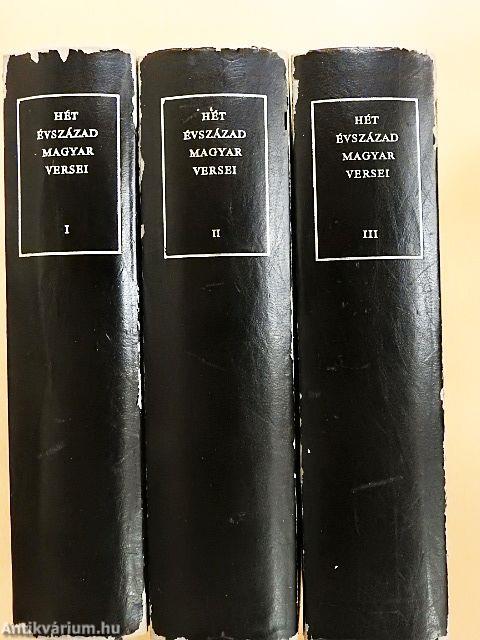 HÉT
ÉVSZÁZAD
MAGYAR
VERSEI
I
HÉT
ÉVSZÁZAD
MAGYAR
VERSEI
II
HÉT
ÉVSZÁZAD
MAGYAR
VERSEI
III
Antikvárium.hu